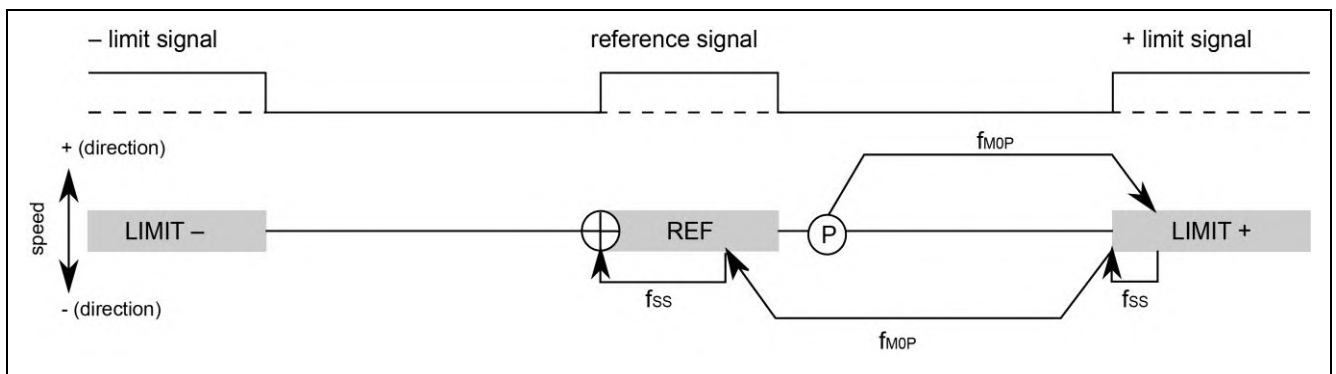 – limit signal
reference signal
+ limit signal
+ (direction)
fM0P
speed
LIMIT –
REF
P
LIMIT +
fSS
fSS
- (direction)
fM0P